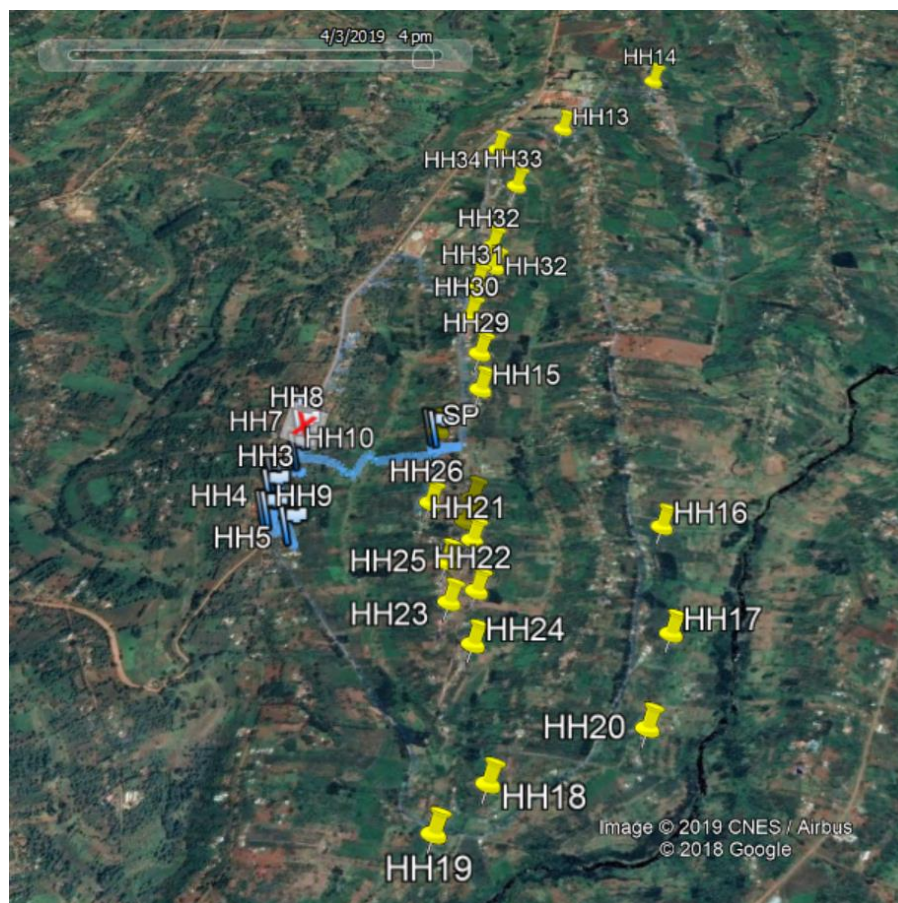 4/3/2019 4 pm
HH14
HH13
HH34 HH33
HH32
HH31
HH32
HH30
HH29
HH15
HH8
HH7
SP
HH10
HH3
HH26
HH4 HH9
HH21
HH16
HH5
HH25 HH22
HH23
HH24
HH17
HH20
HH18
HH19
Image © 2019 CNES / Airbus
© 2018 Google